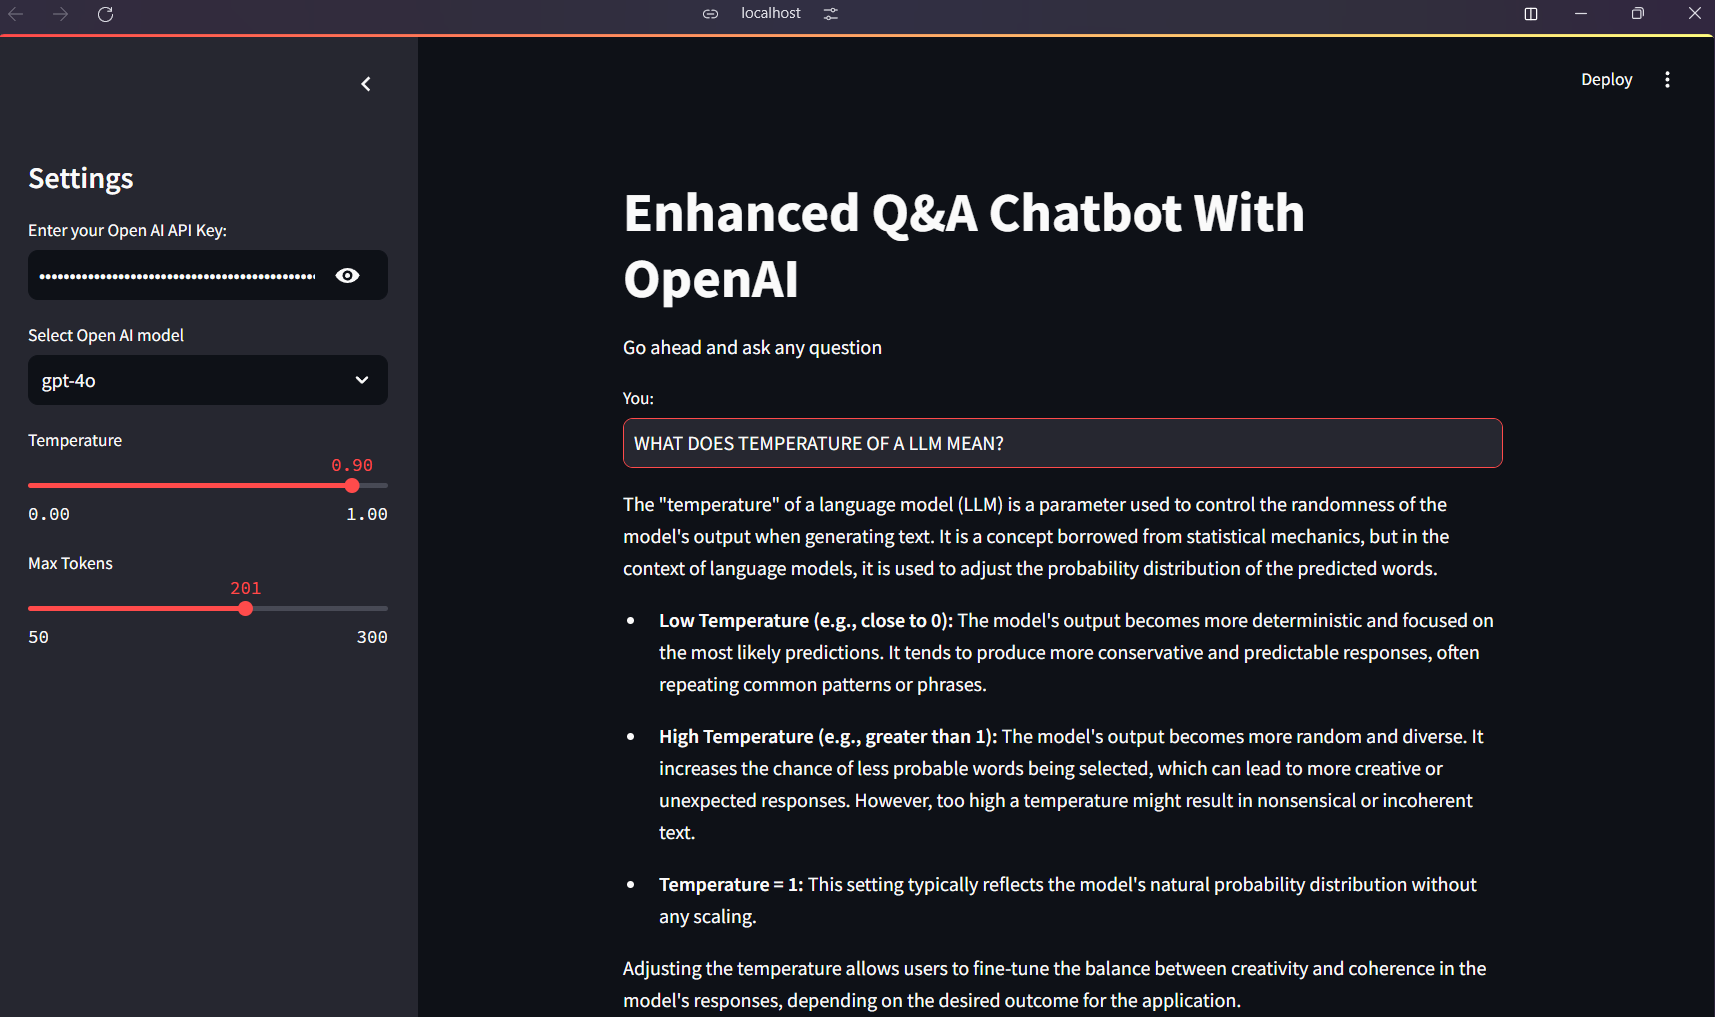 localhost
Deploy
Settings
Enter your Open AI API Key:
Select Open AI model
gpt-4o
Temperature
0.90
0.00 1.00
Max Tokens
201
50 300
Enhanced Q&A Chatbot With
OpenAI
Go ahead and ask any question
You:
WHAT DOES TEMPERATURE OF A LLM MEAN?
The "temperature" of a language model (LLM) is a parameter used to control the randomness of the
model's output when generating text. It is a concept borrowed from statistical mechanics, but in the
context of language models, it is used to adjust the probability distribution of the predicted words.
• Low Temperature (e.g., close to 0): The model's output becomes more deterministic and focused on
the most likely predictions. It tends to produce more conservative and predictable responses, often
repeating common patterns or phrases.
• High Temperature (e.g., greater than 1): The model's output becomes more random and diverse. It
increases the chance of less probable words being selected, which can lead to more creative or
unexpected responses. However, too high a temperature might result in nonsensical or incoherent
text.
• Temperature = 1: This setting typically reflects the model's natural probability distribution without
any scaling.
Adjusting the temperature allows users to fine-tune the balance between creativity and coherence in the
model's responses, depending on the desired outcome for the application.